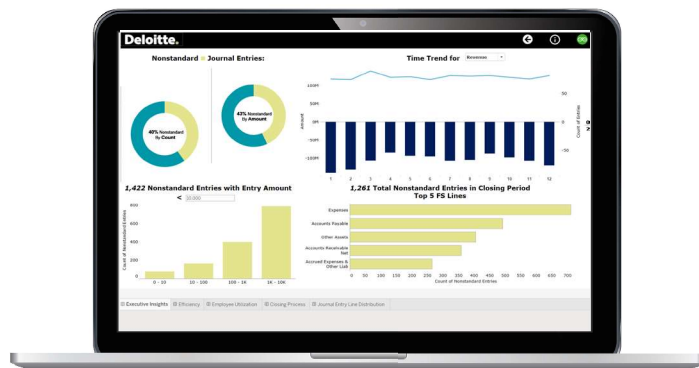 Deloitte.
Nonstandard Journal Entries:
40% Nonstandard
By Count
43% Nonstandard
By Amount
Time Trend for Revenue
100M
50M
0M
-50M
-100M
amount
50
0
-50
Count of Entries
1 2 3 4 5 6 7 8 9 10 11 12
1,422 Nonstandard Entries with Entry Amount
< 10,000
Count of Nonstandard Entries
800
600
400
200
0
0 - 10 10 - 100 100 - 1K 1K - 10K
1,261 Total Nonstandard Entries in Closing Period
Top 5 FS Lines
Expenses
Accounts Payable
Other Assets
Accounts Receivable
Net
Accrued Expenses &
Other Liab
0 50 100 150 200 250 300 350 400 450 500 550 600 650 700
Count of Nonstandard Entries
Executive Insights Efficiency Employee Utilization Closing Process Journal Entry Line Distribution